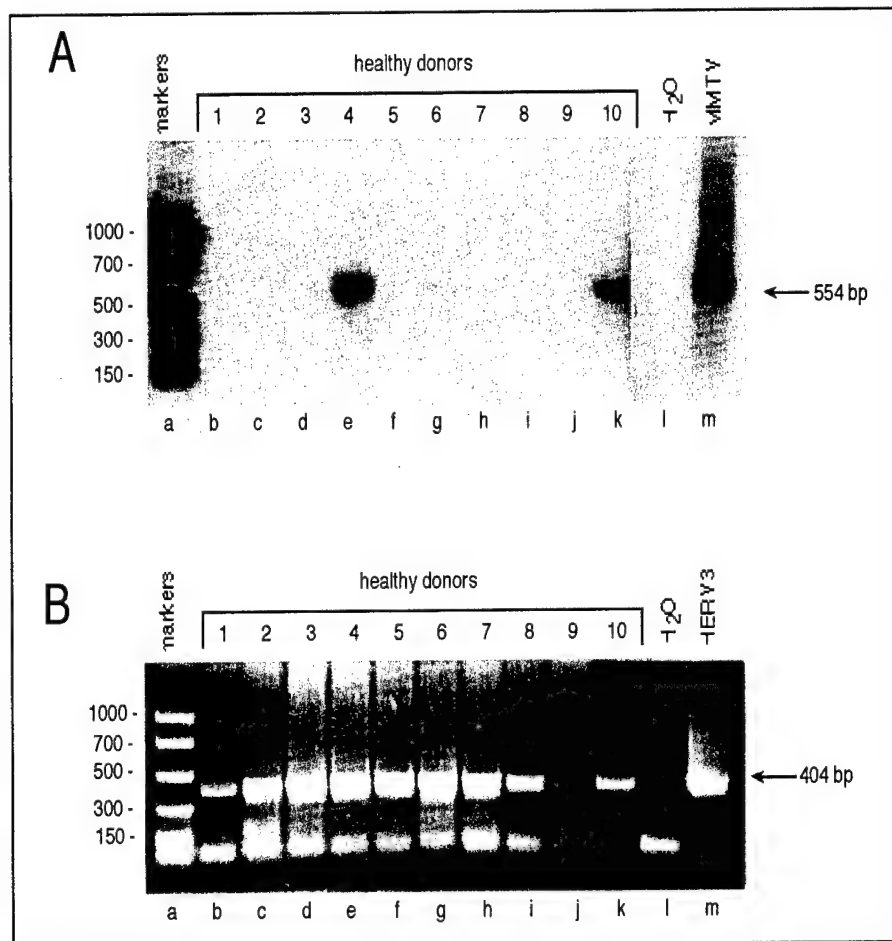 A
healthy donors
markers
1 2 3 4 5 6 7 8 9 10
H2O
MMTV
1000 -
700 -
500 -
300 -
150 -
554 bp
a b c d e f g h i j k l m
B
healthy donors
markers
1 2 3 4 5 6 7 8 9 10
H2O
HERV3
1000 -
700 -
500 -
300 -
150 -
404 bp
a b c d e f g h i j k l m